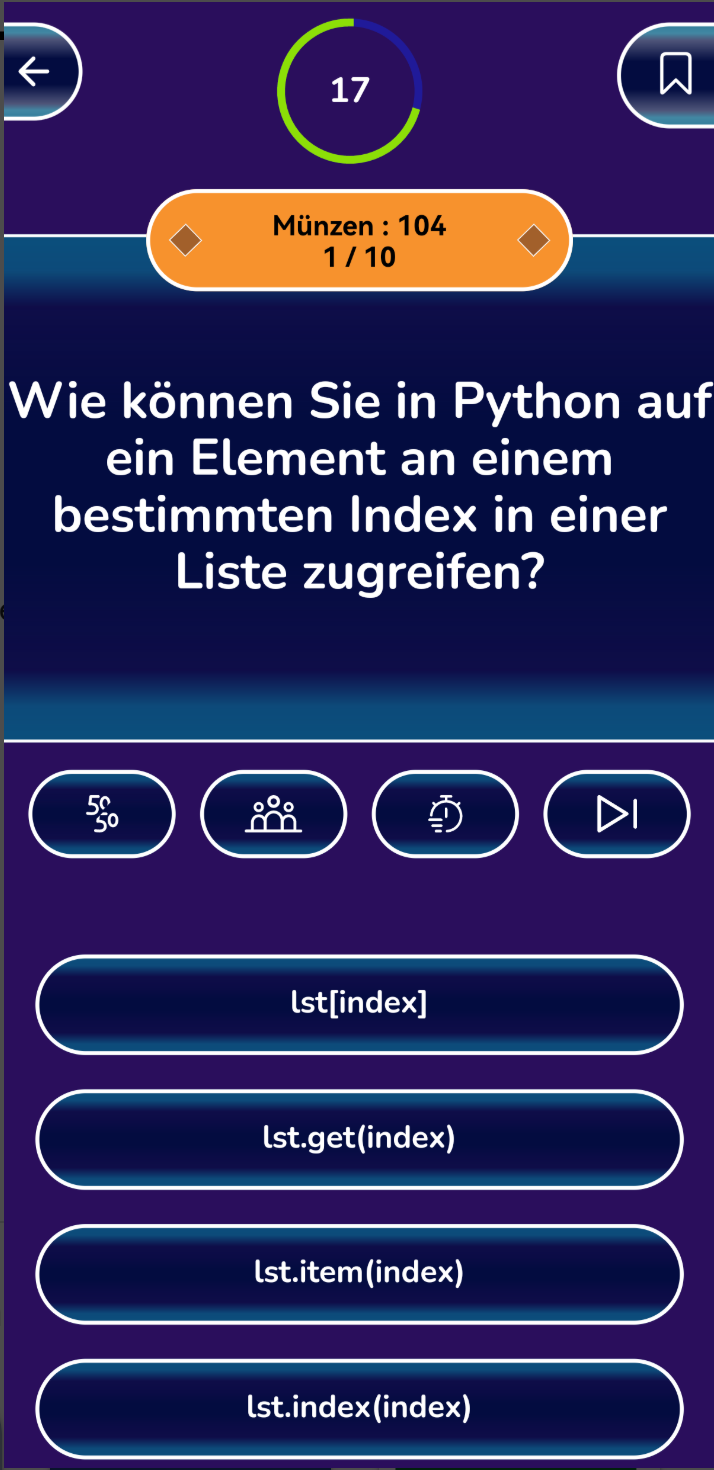 17
Münzen : 104
1 / 10
Wie können Sie in Python auf
ein Element an einem
bestimmten Index in einer
Liste zugreifen?
50
50
lst[index]
lst.get(index)
lst.item(index)
lst.index(index)